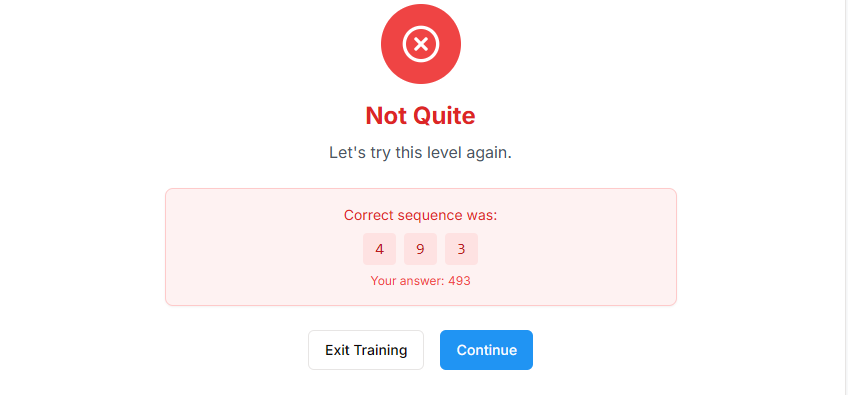 Not Quite
Let's try this level again.
Correct sequence was:
4 9 3
Your answer: 493
Exit Training Continue